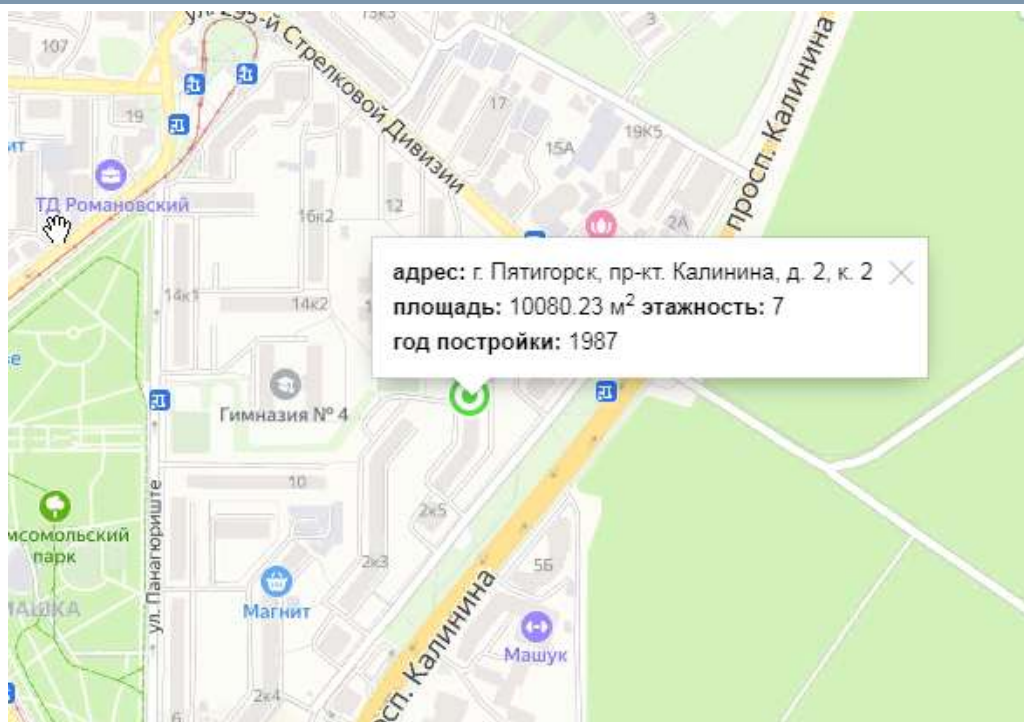 ул. 295-й Стрелковой Дивизии
107
3
просп. Калинина
17
19
19К5
15А
ТД Романовский
16к2
12
2А
адрес: г. Пятигорск, пр-кт. Калинина, д. 2, к. 2
площадь: 10080.23 м² этажность: 7
год постройки: 1987
14к1
14к2
Гимназия № 4
10
2к5
ул. Панагюриште
мсомольский
парк
2к3
5Б
Магнит
Машук
просп. Калинина
2к4
6